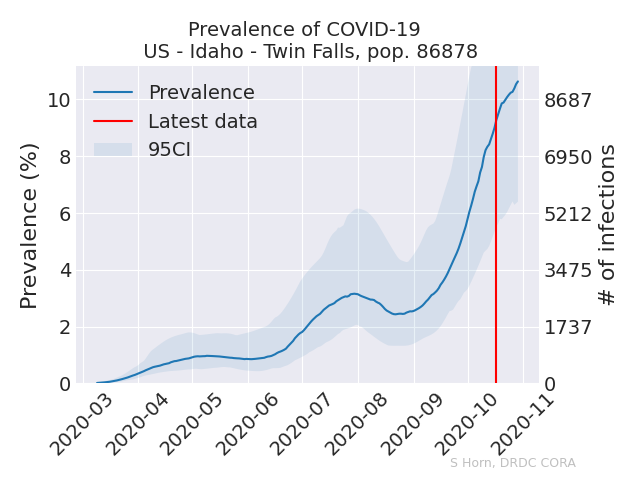 Prevalence of COVID-19
US - Idaho - Twin Falls, pop. 86878
Prevalence
Latest data
95CI
Prevalence (%)
10
8
6
4
2
0
8687
6950
5212
3475
1737
0
# of infections
2020-03
2020-04
2020-05
2020-06
2020-07
2020-08
2020-09
2020-10
2020-11
S Horn, DRDC CORA